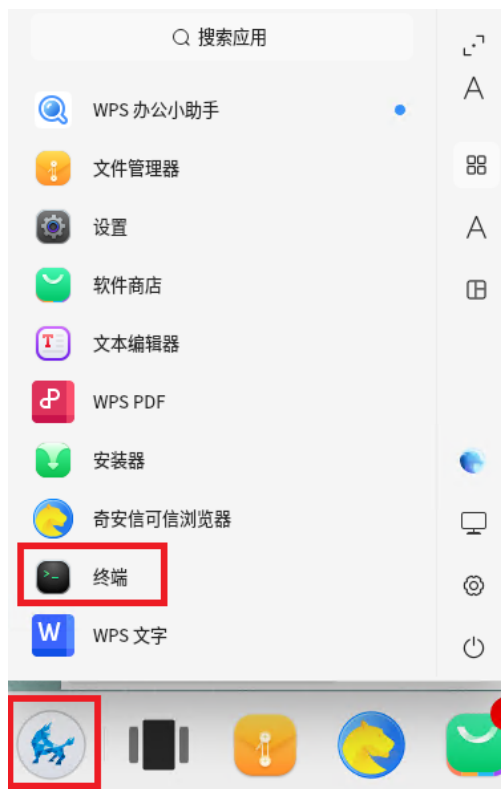 搜索应用
A
WPS 办公小助手
文件管理器
设置
A
软件商店
文本编辑器
WPS PDF
安装器
奇安信可信浏览器
终端
WPS 文字